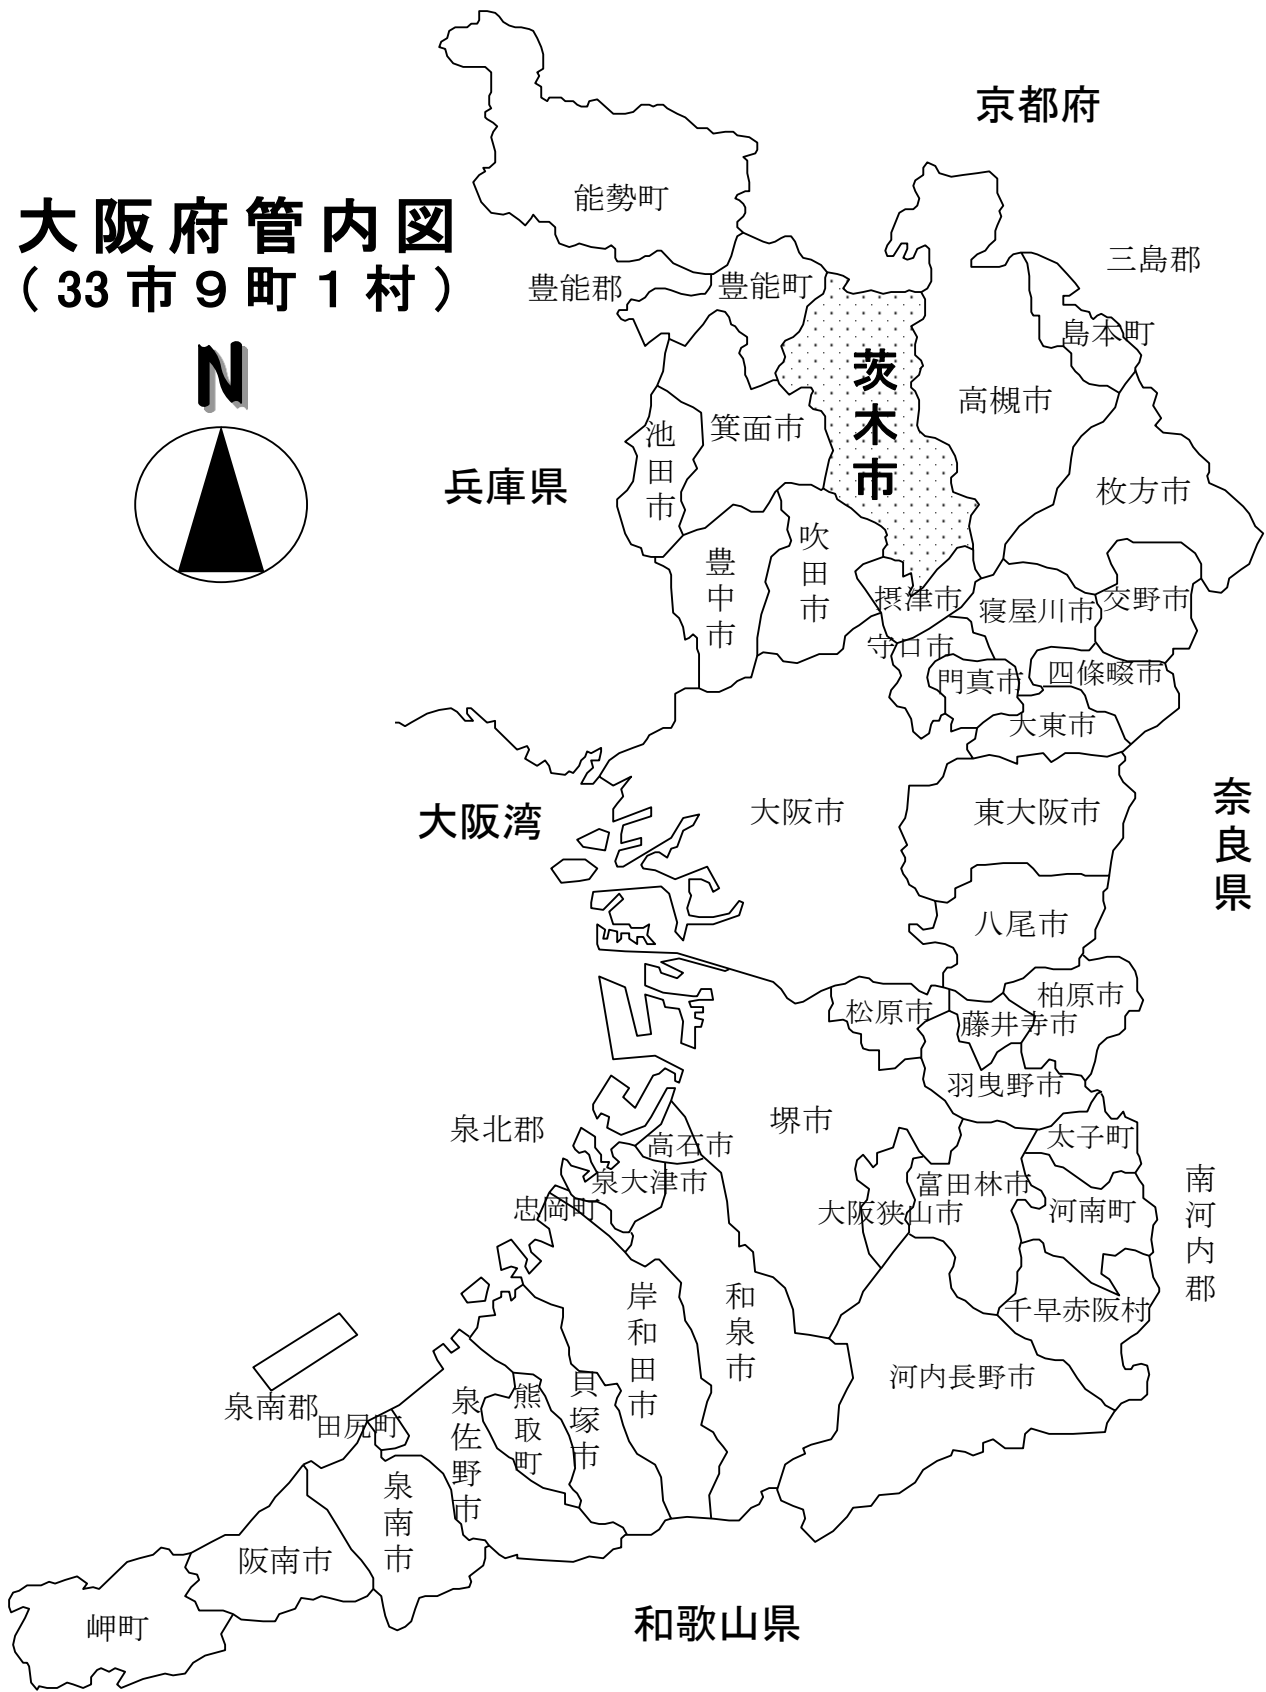 大阪府管内図
(33市9町1村)
N
京都府
能勢町
三島郡
豊能郡
豊能町
島本町
茨木市
高槻市
池田市
箕面市
兵庫県
枚方市
吹田市
豊中市
摂津市
寝屋川市
交野市
守口市
門真市
四條畷市
大東市
大阪湾
大阪市
東大阪市
奈良県
八尾市
柏原市
松原市
藤井寺市
羽曳野市
泉北郡
堺市
高石市
太子町
泉大津市
富田林市
南河内郡
忠岡町
大阪狭山市
河南町
岸和田市
和泉市
千早赤阪村
河内長野市
貝塚市
熊取町
泉佐野市
泉南郡
田尻町
泉南市
阪南市
岬町
和歌山県